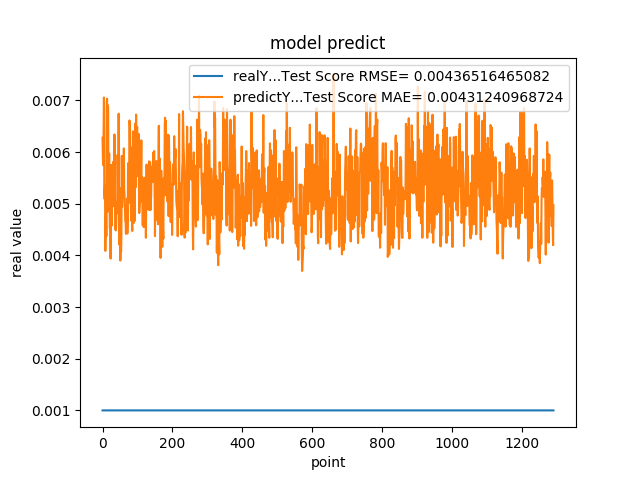 model predict
realY...Test Score RMSE= 0.00436516465082
predictY...Test Score MAE= 0.00431240968724
0.007
0.006
0.005
0.004
0.003
0.002
0.001
real value
0 200 400 600 800 1000 1200
point